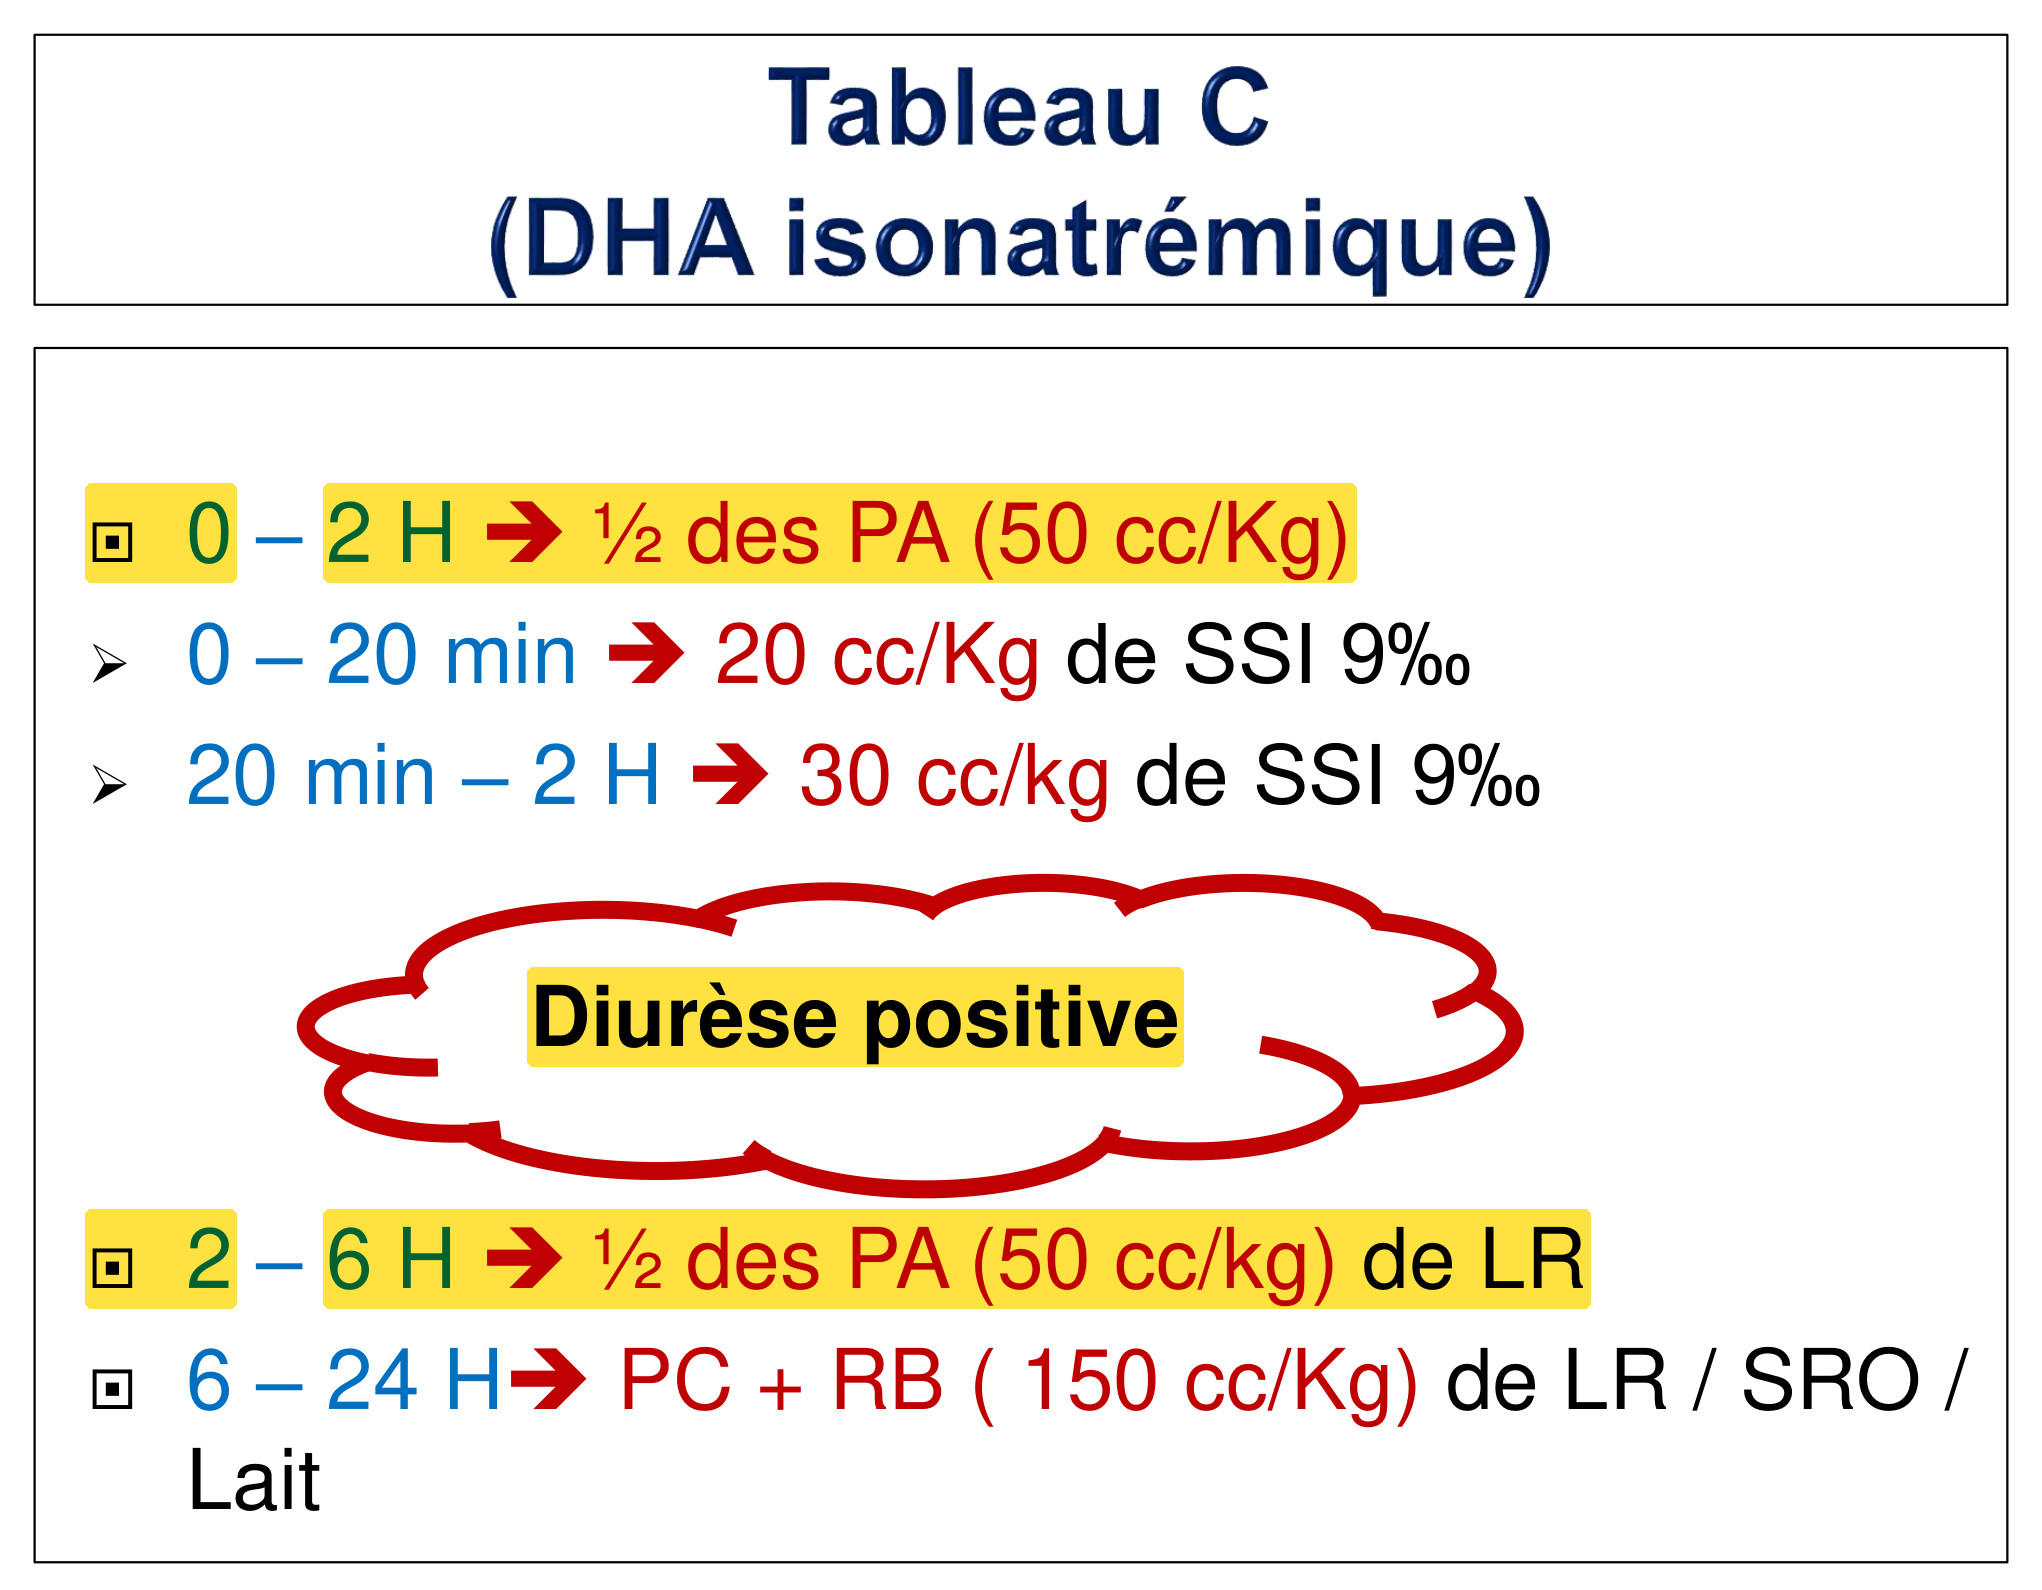 Tableau C
(DHA isonatrémique)
0 – 2 H ➔ ½ des PA (50 cc/Kg)
0 – 20 min ➔ 20 cc/Kg de SSI 9‰
20 min – 2 H ➔ 30 cc/kg de SSI 9‰
Diurèse positive
2 – 6 H ➔ ½ des PA (50 cc/kg) de LR
6 – 24 H➔ PC + RB ( 150 cc/Kg) de LR / SRO /
Lait